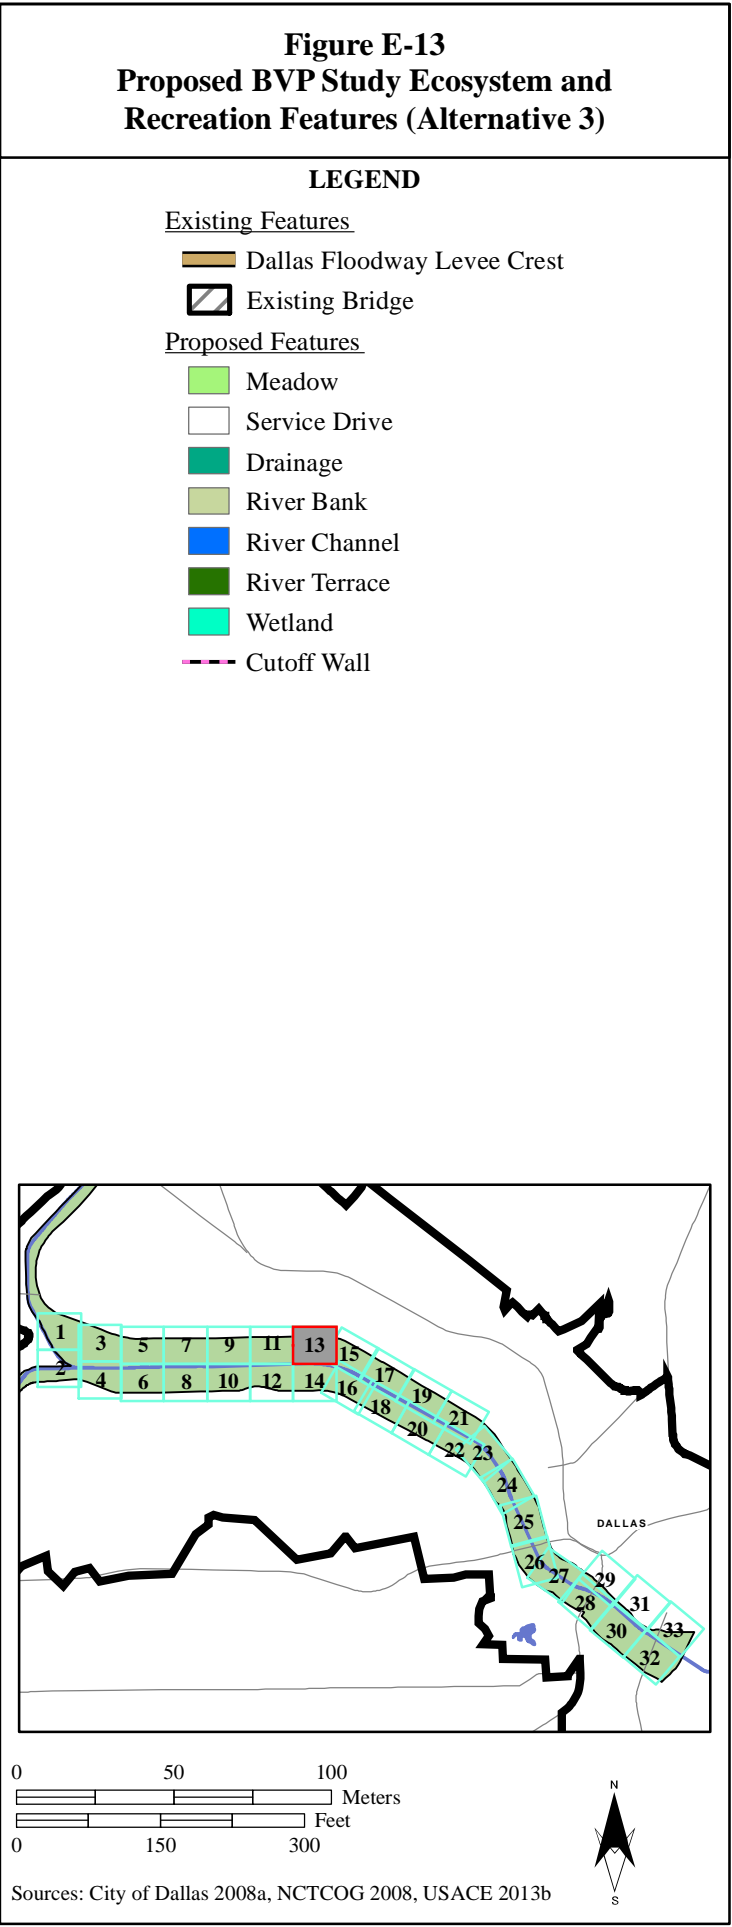 Figure E-13
Proposed BVP Study Ecosystem and
Recreation Features (Alternative 3)
LEGEND
Existing Features
Dallas Floodway Levee Crest
Existing Bridge
Proposed Features
Meadow
Service Drive
Drainage
River Bank
River Channel
River Terrace
Wetland
Cutoff Wall
1 3 5 7 9 11 13 15
2 4 6 8 10 12 14 16
17
18
19
20
21
22 23
24
25
DALLAS
26
27
29
28
31
30
33
32
0 50 100
Meters
Feet
0 150 300
N
S
Sources: City of Dallas 2008a, NCTCOG 2008, USACE 2013b